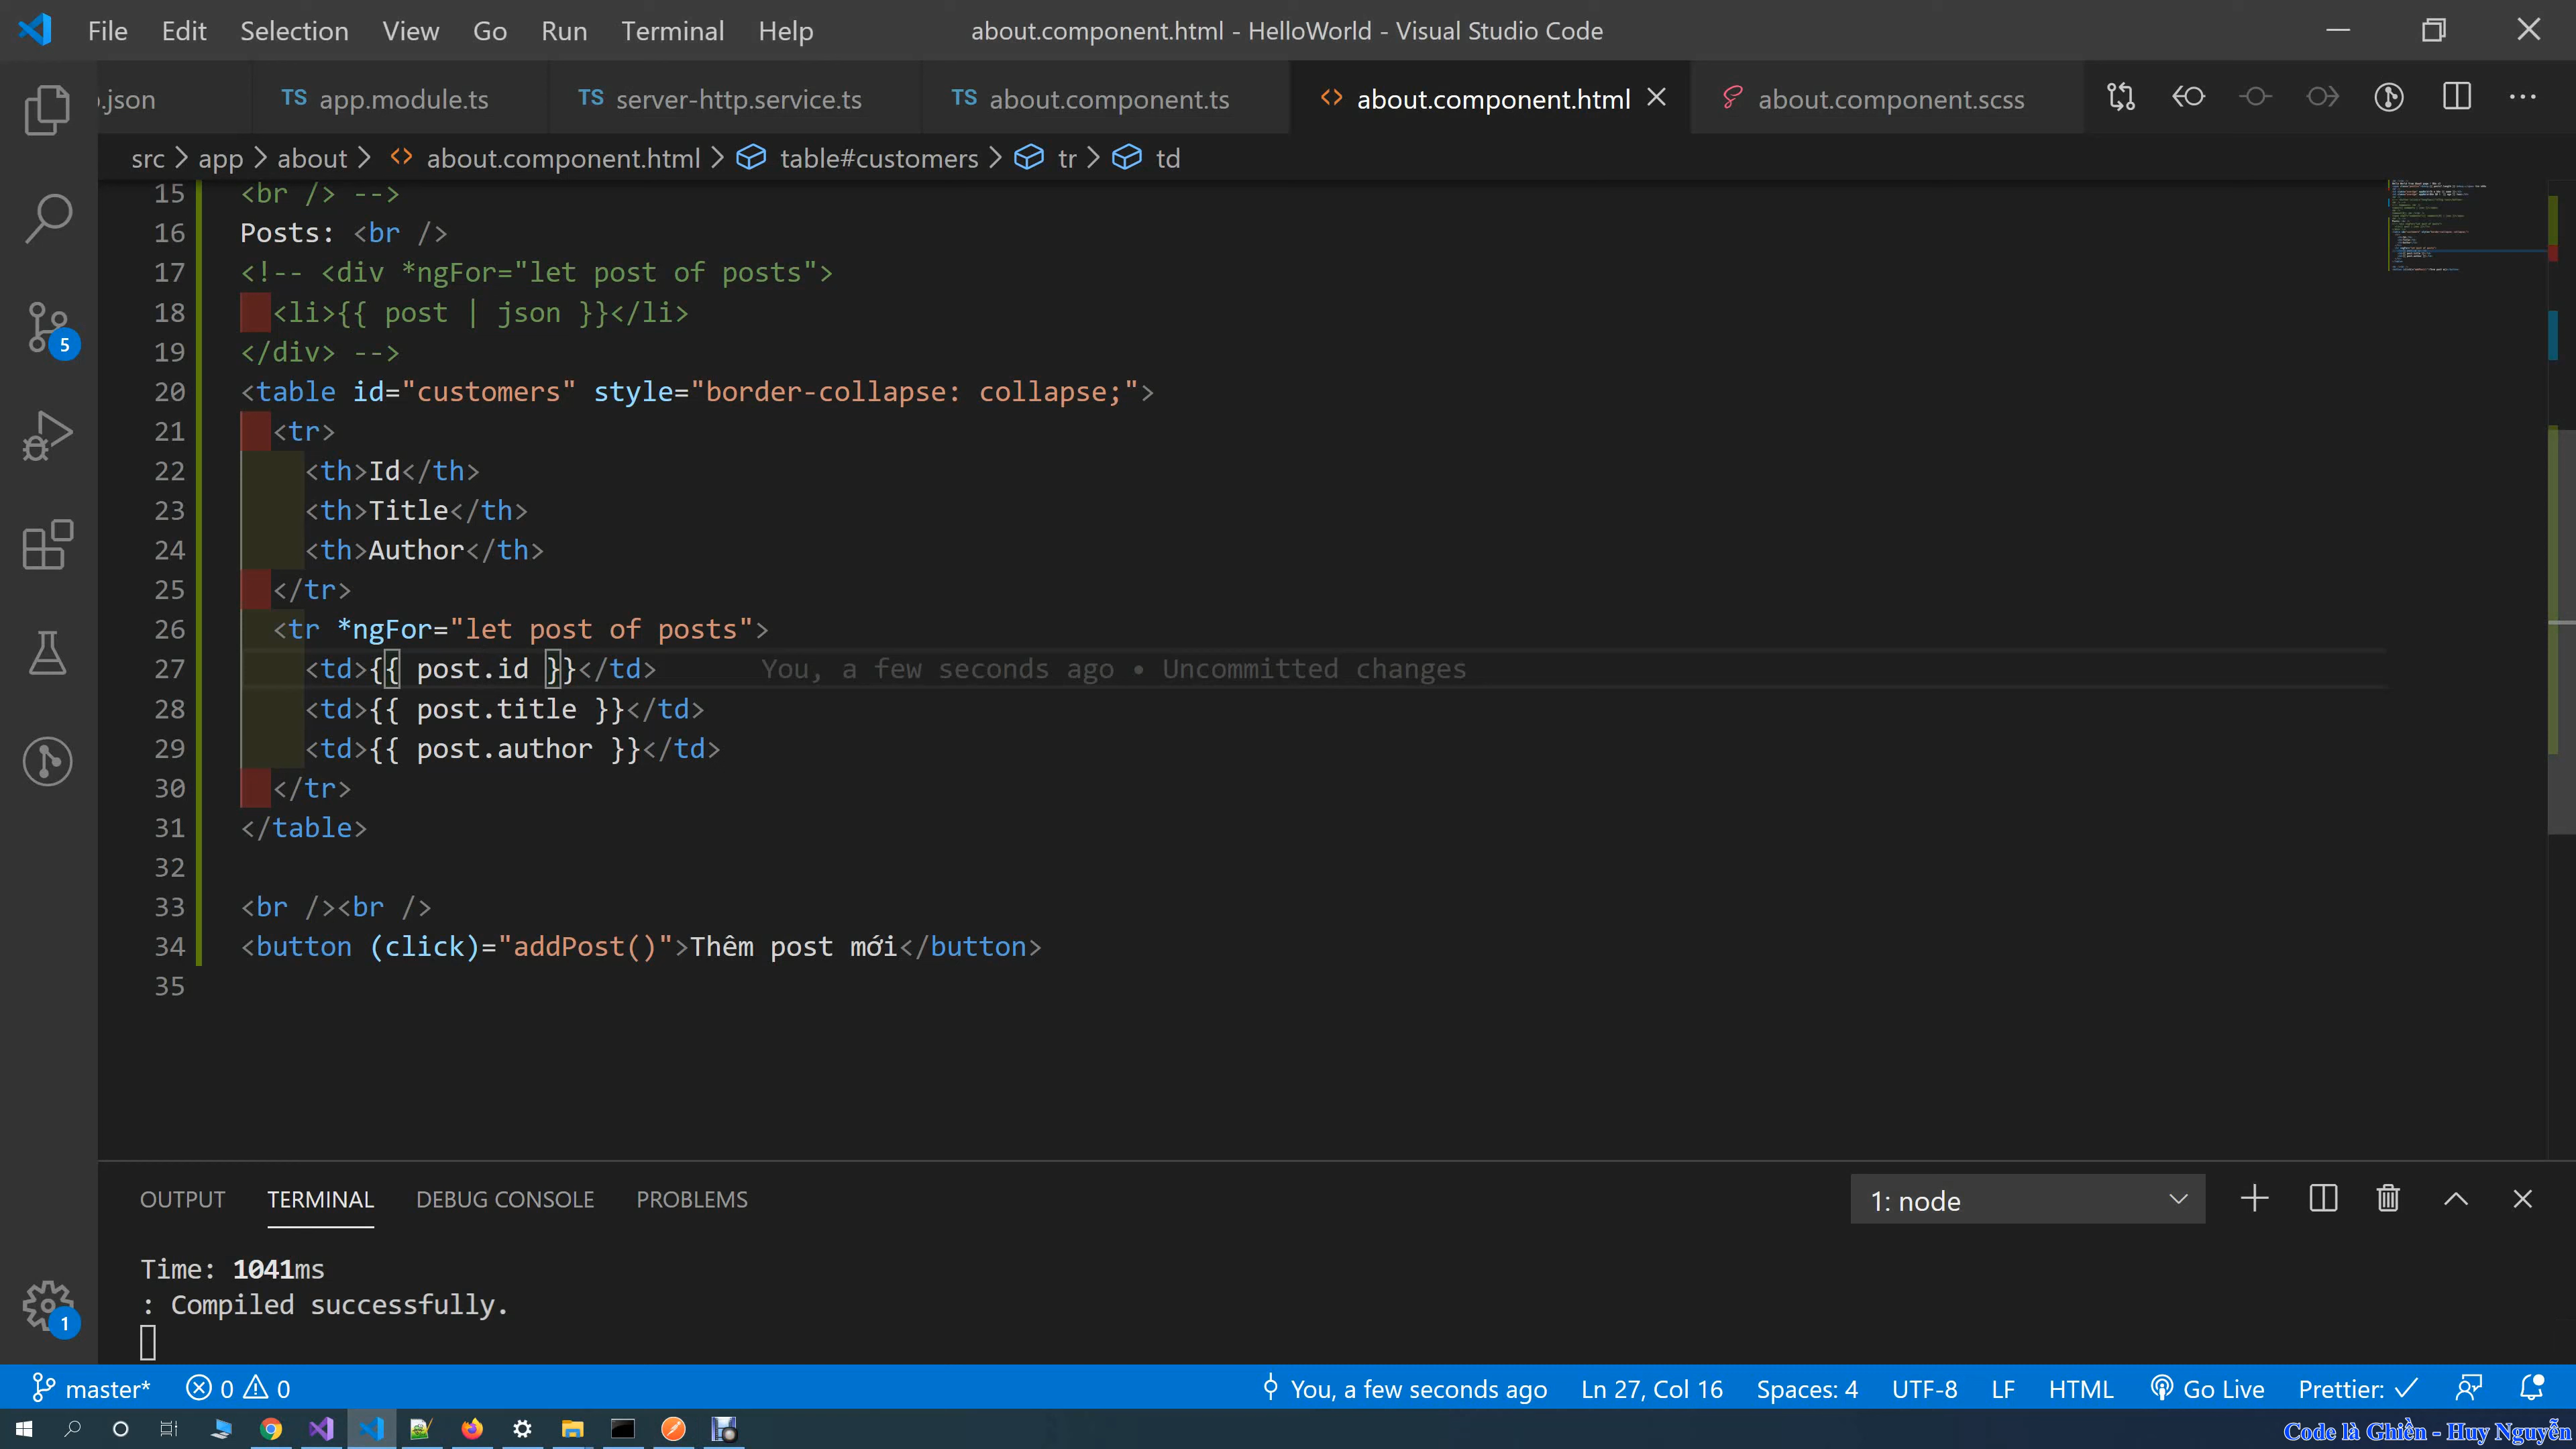 File Edit Selection View Go Run Terminal Help about.component.html - HelloWorld - Visual Studio Code
.json TS app.module.ts TS server-http.service.ts TS about.component.ts <> about.component.html about.component.scss
src > app > about > <> about.component.html > table#customers > tr > td
15 <br /> -->
16 Posts: <br />
17 <!-- <div *ngFor="let post of posts">
18 <li>{{ post | json }}</li>
19 </div> -->
20 <table id="customers" style="border-collapse: collapse;">
21 <tr>
22 <th>Id</th>
23 <th>Title</th>
24 <th>Author</th>
25 </tr>
26 <tr *ngFor="let post of posts">
27 <td>{{ post.id }}</td> You, a few seconds ago • Uncommitted changes
28 <td>{{ post.title }}</td>
29 <td>{{ post.author }}</td>
30 </tr>
31 </table>
32
33 <br /><br />
34 <button (click)="addPost()">Thêm post mới</button>
35
5
OUTPUT TERMINAL DEBUG CONSOLE PROBLEMS 1: node
Time: 1041ms
: Compiled successfully.
1
master* 0 0 You, a few seconds ago Ln 27, Col 16 Spaces: 4 UTF-8 LF HTML Go Live Prettier: ✓
Code là Ghiền - Huy Nguyễn